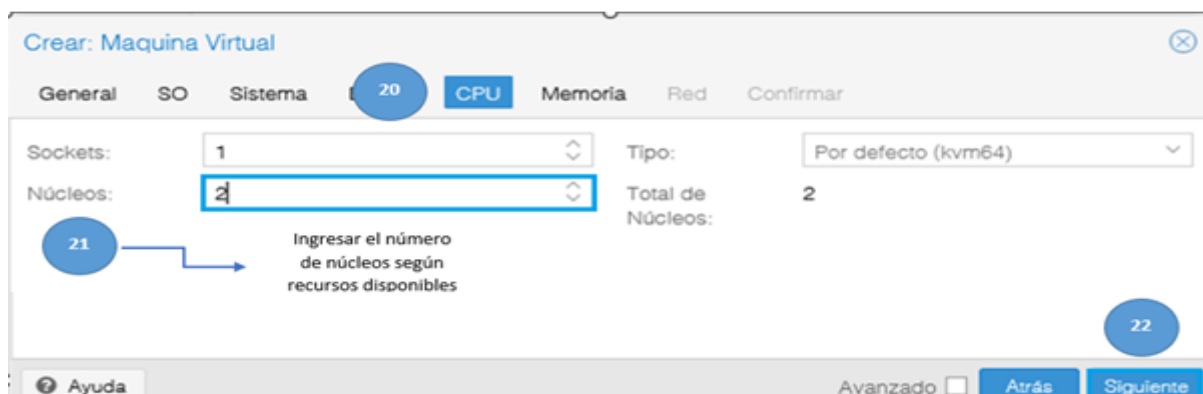 Crear: Maquina Virtual
General SO Sistema 20 CPU Memoria Red Confirmar
Sockets: 1 Tipo: Por defecto (kvm64)
Núcleos: 2 Total de Núcleos: 2
21 Ingresar el número
de núcleos según
recursos disponibles
22
Ayuda Avanzado Atrás Siguiente